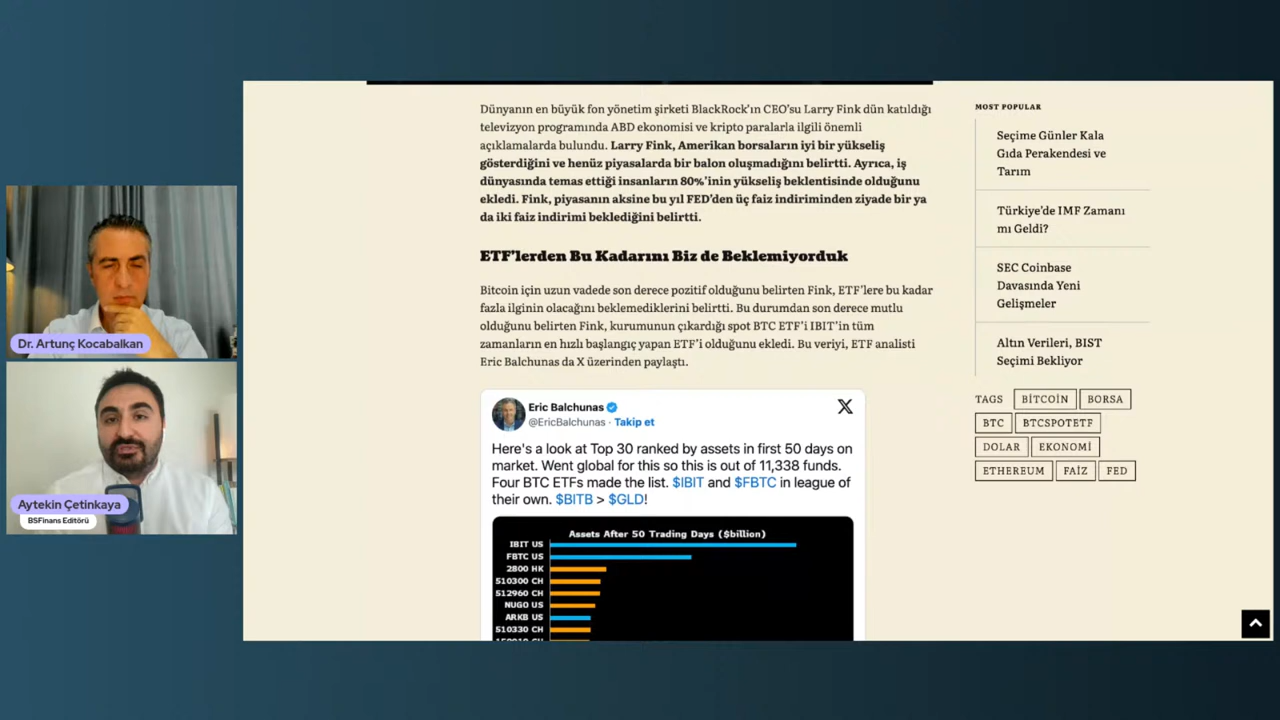 Dr. Artunç Kocabalkan
Aytekin Çetinkaya
BSFinans Editörü
Dünyanın en büyük fon yönetim şirketi BlackRock'ın CEO'su Larry Fink dün katıldığı
televizyon programında ABD ekonomisi ve kripto paralarla ilgili önemli
açıklamalarda bulundu. Larry Fink, Amerikan borsaların iyi bir yükseliş
gösterdiğini ve henüz piyasalarda bir balon oluşmadığını belirtti. Ayrıca, iş
dünyasında temas ettiği insanların 80%'inin yükseliş beklentisinde olduğunu
ekledi. Fink, piyasanın aksine bu yıl FED'den üç faiz indiriminden ziyade bir ya
da iki faiz indirimi beklediğini belirtti.
ETF'lerden Bu Kadarını Biz de Beklemiyorduk
Bitcoin için uzun vadede son derece pozitif olduğunu belirten Fink, ETF'lere bu kadar
fazla ilginin olacağını beklemediklerini belirtti. Bu durumdan son derece mutlu
olduğunu belirten Fink, kurumunun çıkardığı spot BTC ETF'i IBIT'in tüm
zamanların en hızlı başlangıç yapan ETF'i olduğunu ekledi. Bu veriyi, ETF analisti
Eric Balchunas da X üzerinden paylaştı.
Eric Balchunas
@EricBalchunas · Takip et
Here's a look at Top 30 ranked by assets in first 50 days on
market. Went global for this so this is out of 11,338 funds.
Four BTC ETFs made the list. $IBIT and $FBTC in league of
their own. $BITB > $GLD!
Assets After 50 Trading Days ($billion)
IBIT US
FBTC US
2800 HK
510300 CH
512960 CH
NUGO US
ARKB US
510330 CH
MOST POPULAR
Seçime Günler Kala
Gıda Perakendesi ve
Tarım
Türkiye'de IMF Zamanı
mı Geldi?
SEC Coinbase
Davasında Yeni
Gelişmeler
Altın Verileri, BIST
Seçimi Bekliyor
TAGS BİTCOİN BORSA
BTC BTCSPOTETF
DOLAR EKONOMİ
ETHEREUM FAİZ FED